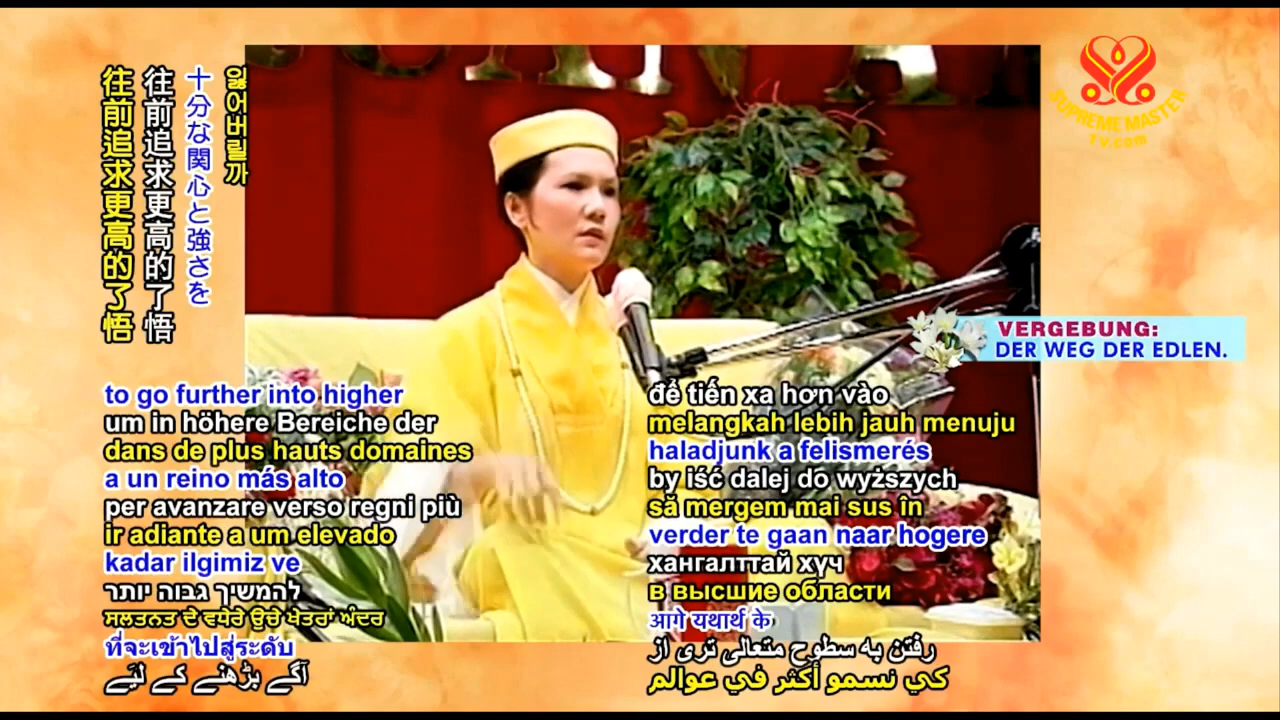 잃어버릴까
十分な関心と強さを
往前追求更高的了悟
往前追求更高的了悟
SUPREME MASTER
TV.com
VERGEBUNG:
DER WEG DER EDLEN.
to go further into higher
um in höhere Bereiche der
dans de plus hauts domaines
a un reino más alto
per avanzare verso regni più
ir adiante a um elevado
kadar ilgimiz ve
להמשיך גבוה יותר
ਸਲਤਨਤ ਦੇ ਵਧੇਰੇ ਉਚੇ ਖੇਤਰਾਂ ਅੰਦਰ
ที่จะเข้าไปสู่ระดับ
آگے بڑھنے کے لیَے
để tiến xa hơn vào
melangkah lebih jauh menuju
haladjunk a felismerés
by iść dalej do wyższych
să mergem mai sus în
verder te gaan naar hogere
хангалттай хүч
в высшие области
आगे यथार्थ के
رفتن به سطوح متعالی تری از
كي نسمو أكثر في عوالم